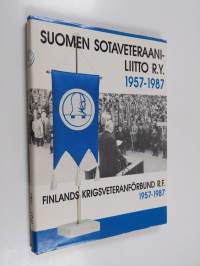 SUOMEN SOTAVETERAANI-
LIITTO R.Y.
1957-1987
FINLANDS KRIGSVETERANFÖRBUND R.F.
1957-1987